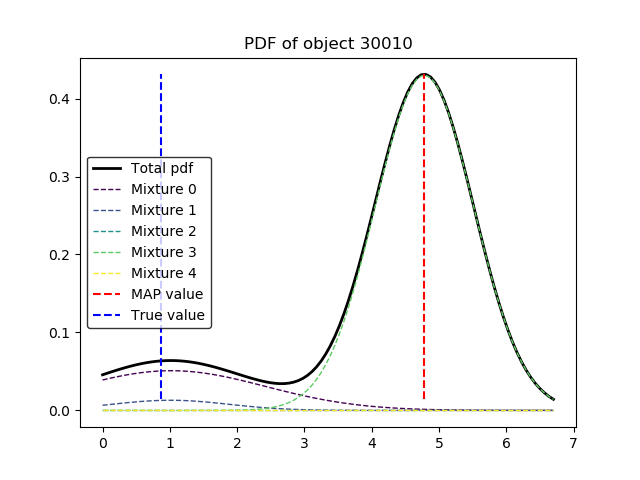 PDF of object 30010
0.4
0.3
0.2
0.1
0.0
Total pdf
Mixture 0
Mixture 1
Mixture 2
Mixture 3
Mixture 4
MAP value
True value
0 1 2 3 4 5 6 7